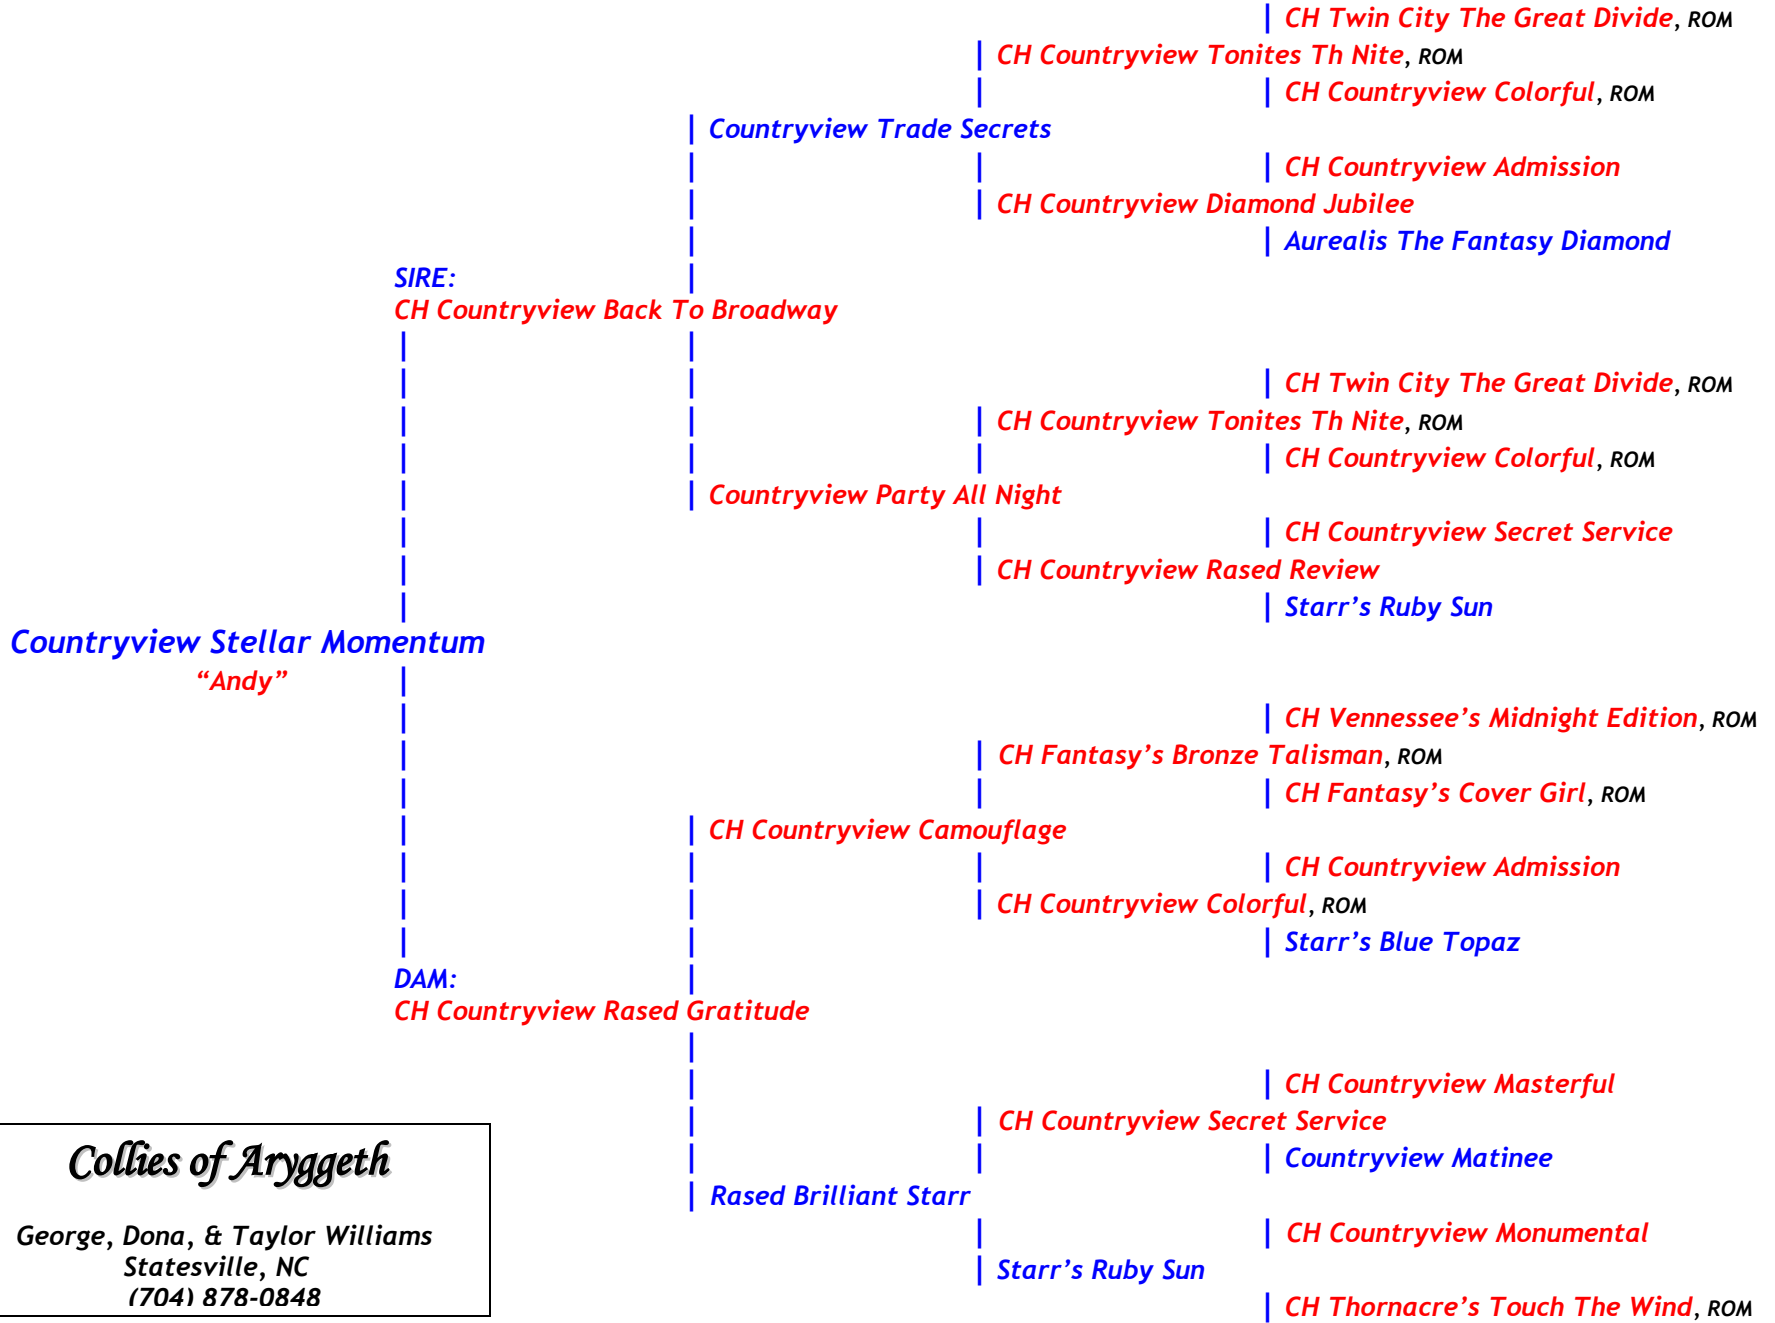 CH Twin City The Great Divide, ROM
CH Countryview Tonites Th Nite, ROM
CH Countryview Colorful, ROM
Countryview Trade Secrets
CH Countryview Admission
CH Countryview Diamond Jubilee
Aurealis The Fantasy Diamond
SIRE:
CH Countryview Back To Broadway
CH Twin City The Great Divide, ROM
CH Countryview Tonites Th Nite, ROM
CH Countryview Colorful, ROM
Countryview Party All Night
CH Countryview Secret Service
CH Countryview Rased Review
Starr’s Ruby Sun
Countryview Stellar Momentum
“Andy”
CH Vennessee’s Midnight Edition, ROM
CH Fantasy’s Bronze Talisman, ROM
CH Fantasy’s Cover Girl, ROM
CH Countryview Camouflage
CH Countryview Admission
CH Countryview Colorful, ROM
Starr’s Blue Topaz
DAM:
CH Countryview Rased Gratitude
CH Countryview Masterful
CH Countryview Secret Service
Countryview Matinee
Rased Brilliant Starr
CH Countryview Monumental
Starr’s Ruby Sun
CH Thornacre’s Touch The Wind, ROM
Collies of Aryggeth
George, Dona, & Taylor Williams
Statesville, NC
(704) 878-0848